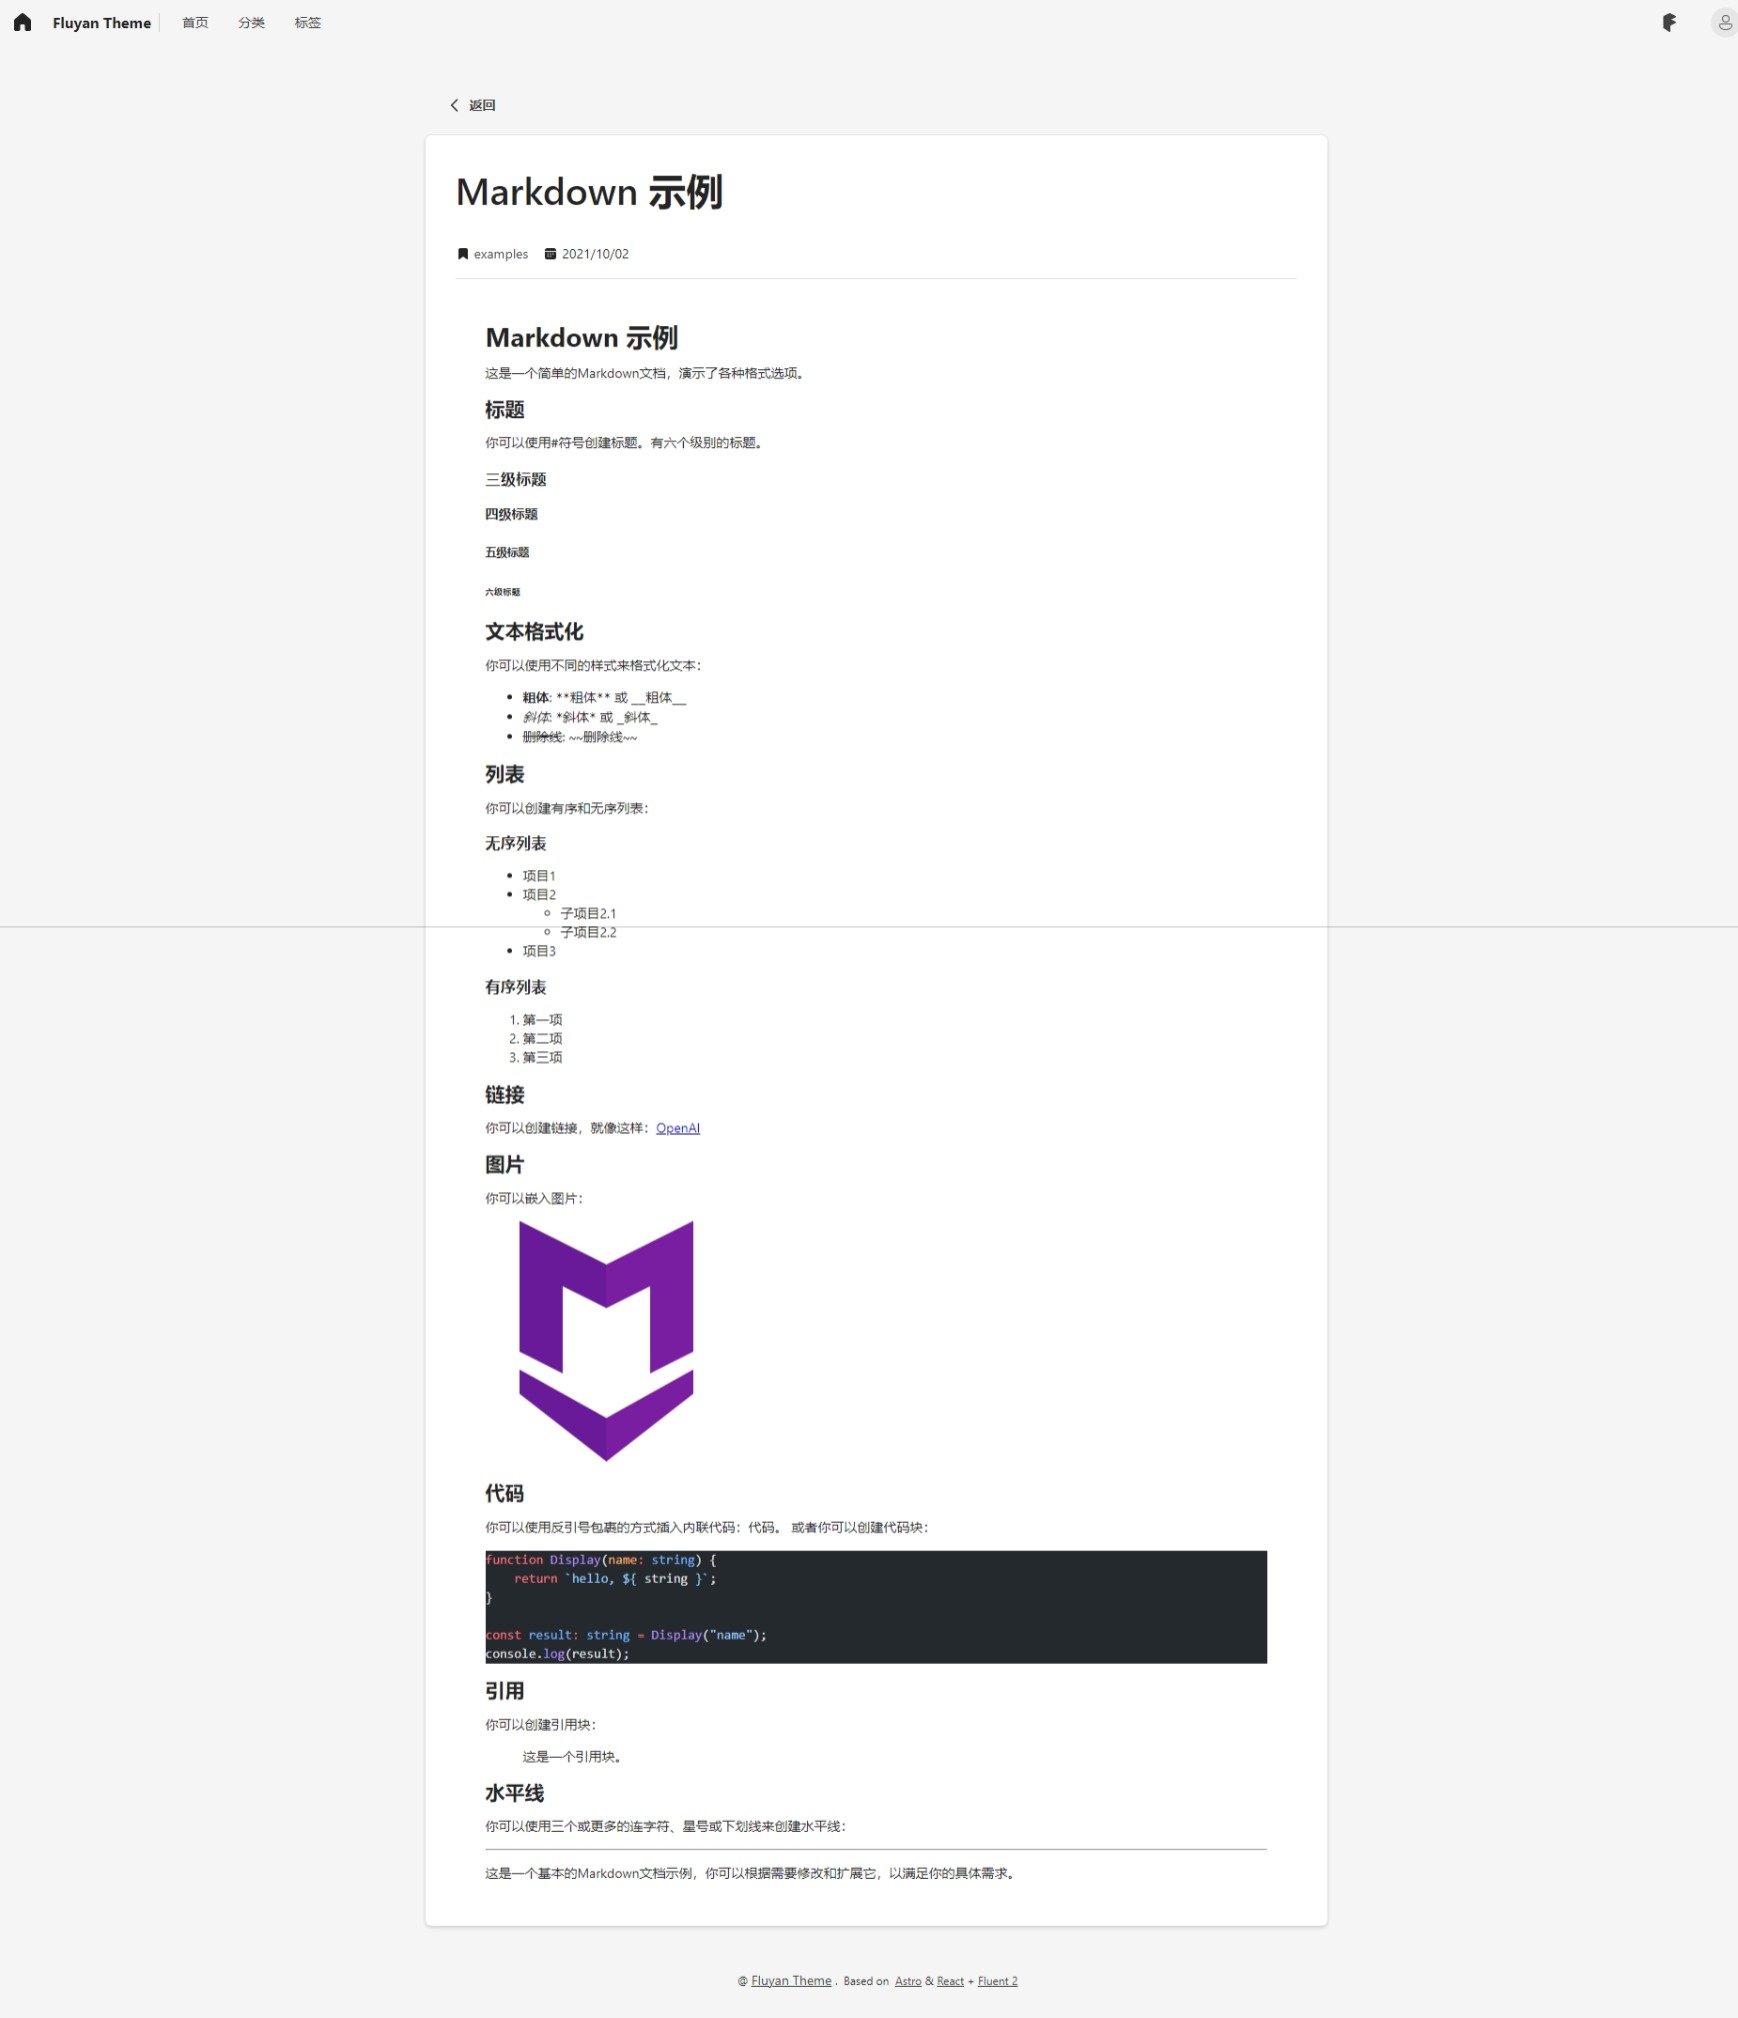 Fluyan Theme 首页 分类 标签
返回
Markdown 示例
examples 2021/10/02
Markdown 示例
这是一个简单的Markdown文档，演示了各种格式选项。
标题
你可以使用#符号创建标题。有六个级别的标题。
三级标题
四级标题
五级标题
六级标题
文本格式化
你可以使用不同的样式来格式化文本：
粗体: **粗体** 或 __粗体__
斜体: *斜体* 或 _斜体_
删除线: ~~删除线~~
列表
你可以创建有序和无序列表：
无序列表
项目1
项目2
子项目2.1
子项目2.2
项目3
有序列表
1. 第一项
2. 第二项
3. 第三项
链接
你可以创建链接，就像这样：OpenAI
图片
你可以嵌入图片：
代码
你可以使用反引号包裹的方式插入内联代码：代码。 或者你可以创建代码块：
function Display(name: string) {
    return `hello, ${ string }`;
}
const result: string = Display("name");
console.log(result);
引用
你可以创建引用块：
这是一个引用块。
水平线
你可以使用三个或更多的连字符、星号或下划线来创建水平线：
这是一个基本的Markdown文档示例，你可以根据需要修改和扩展它，以满足你的具体需求。
@ Fluyan Theme . Based on Astro & React + Fluent 2